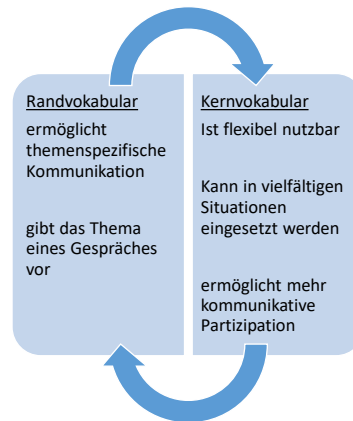 Randvokabular
ermöglicht
themenspezifische
Kommunikation
gibt das Thema
eines Gespräches
vor
Kernvokabular
Ist flexibel nutzbar
Kann in vielfältigen
Situationen
eingesetzt werden
ermöglicht mehr
kommunikative
Partizipation